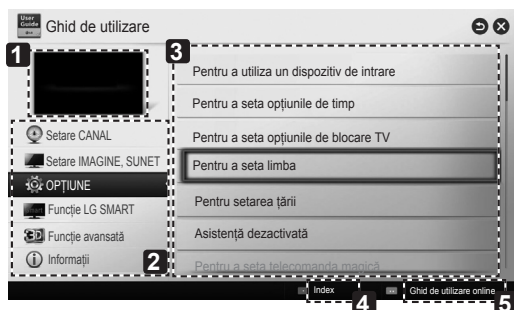 User Guide
Ghid de utilizare
1
3
Pentru a utiliza un dispozitiv de intrare
Pentru a seta opțiunile de timp
Setare CANAL
Pentru a seta opțiunile de blocare TV
Setare IMAGINE, SUNET
Pentru a seta limba
OPȚIUNE
Pentru setarea țării
Funcție LG SMART
3D Funcție avansată
Asistență dezactivată
Informații
2
Pentru a seta telecomanda magică
Index
4
Ghid de utilizare online
5